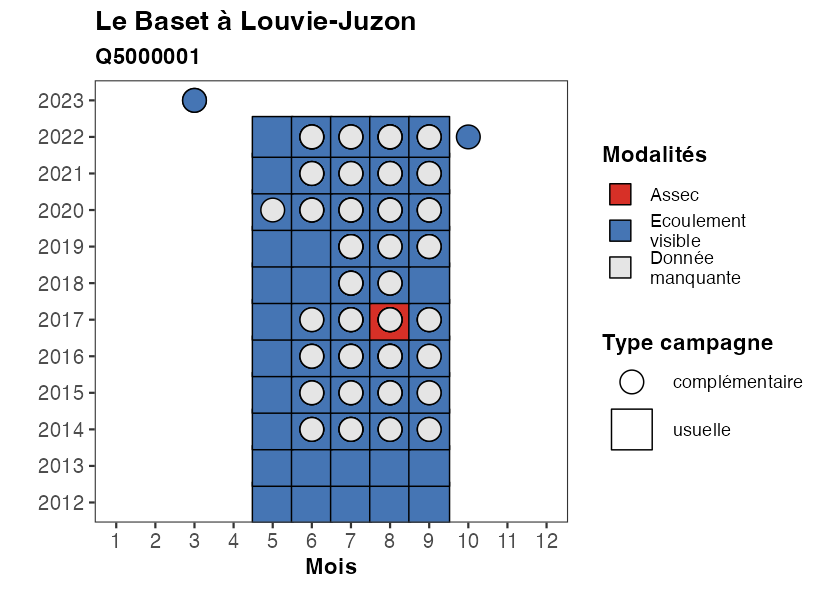 Le Baset à Louvie-Juzon
Q5000001
2023
2022
2021
2020
2019
2018
2017
2016
2015
2014
2013
2012
1 2 3 4 5 6 7 8 9 10 11 12
Mois
Modalités
Assec
Ecoulement
visible
Donnée
manquante
Type campagne
complémentaire
usuelle